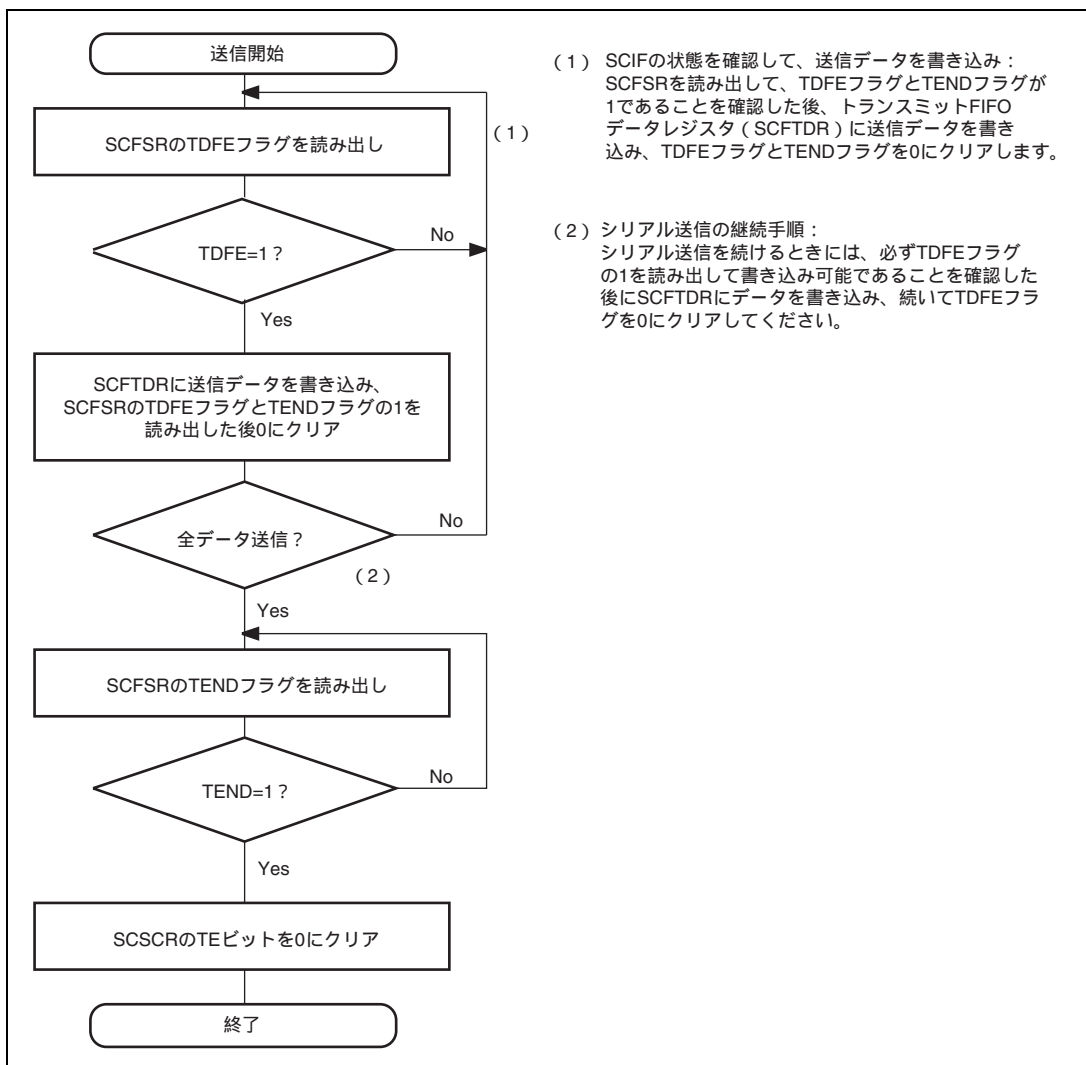 送信開始
SCFSRのTDFEフラグを読み出し
(1)
TDFE=1?
No
Yes
SCFTDRに送信データを書き込み、
SCFSRのTDFEフラグとTENDフラグの1を
読み出した後0にクリア
全データ送信?
No
(2)
Yes
SCFSRのTENDフラグを読み出し
TEND=1?
No
Yes
SCSCRのTEビットを0にクリア
終了
(1) SCIFの状態を確認して、送信データを書き込み:
SCFSRを読み出して、TDFEフラグとTENDフラグが
1であることを確認した後、トランスミットFIFO
データレジスタ(SCFTDR)に送信データを書き
込み、TDFEフラグとTENDフラグを0にクリアします。
(2) シリアル送信の継続手順:
シリアル送信を続けるときには、必ずTDFEフラグ
の1を読み出して書き込み可能であることを確認した
後にSCFTDRにデータを書き込み、続いてTDFEフラ
グを0にクリアしてください。